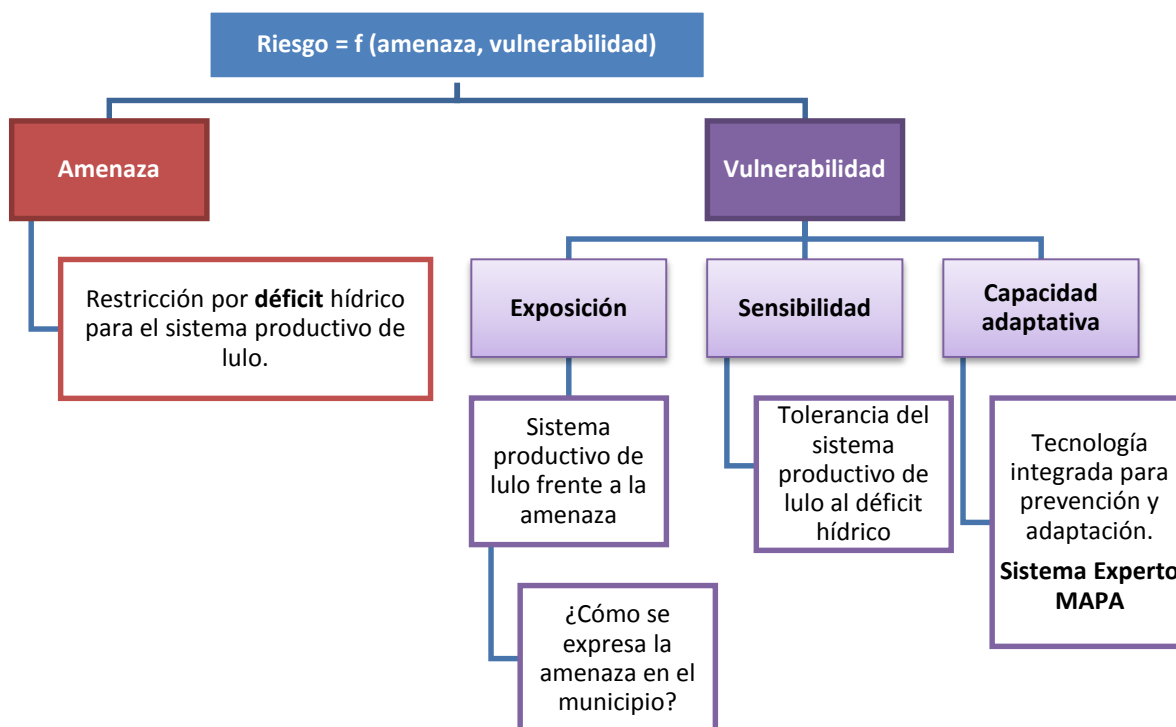 Riesgo = f (amenaza, vulnerabilidad)
Amenaza
Vulnerabilidad
Restricción por déficit hídrico
para el sistema productivo de
lulo.
Exposición
Sensibilidad
Capacidad
adaptativa
Sistema
productivo de
lulo frente a la
amenaza
¿Cómo se
expresa la
amenaza en el
municipio?
Tolerancia del
sistema
productivo de
lulo al déficit
hídrico
Tecnología
integrada para
prevención y
adaptación.
Sistema Experto
MAPA